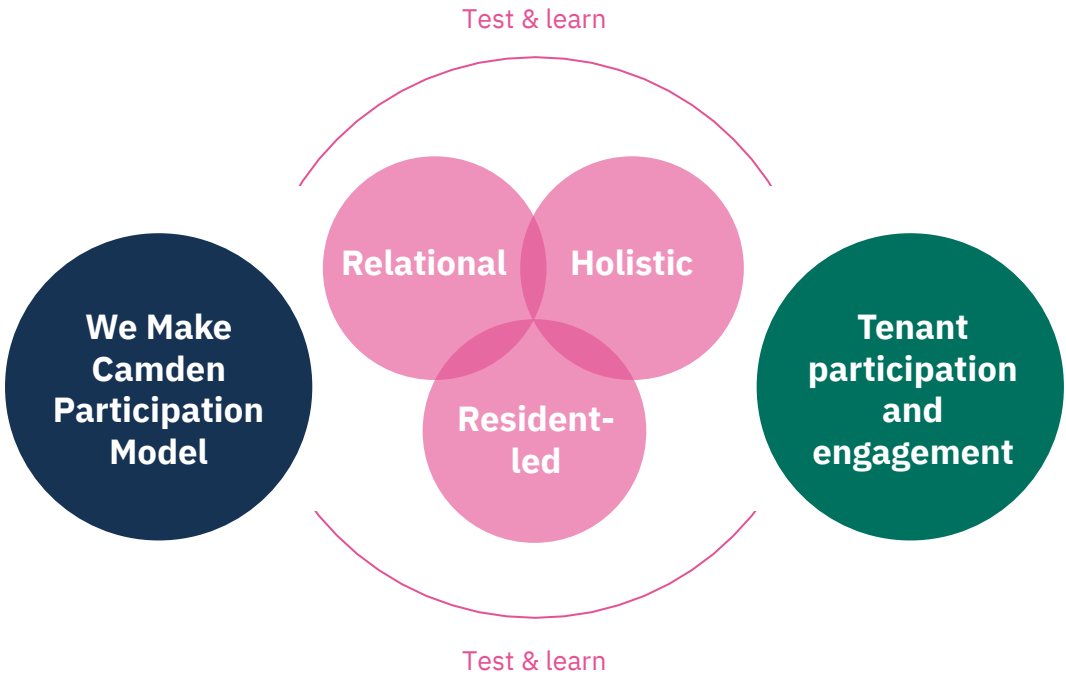 Test & learn
Relational
Holistic
We Make
Camden
Participation
Model
Resident-
led
Tenant
participation
and
engagement
Test & learn